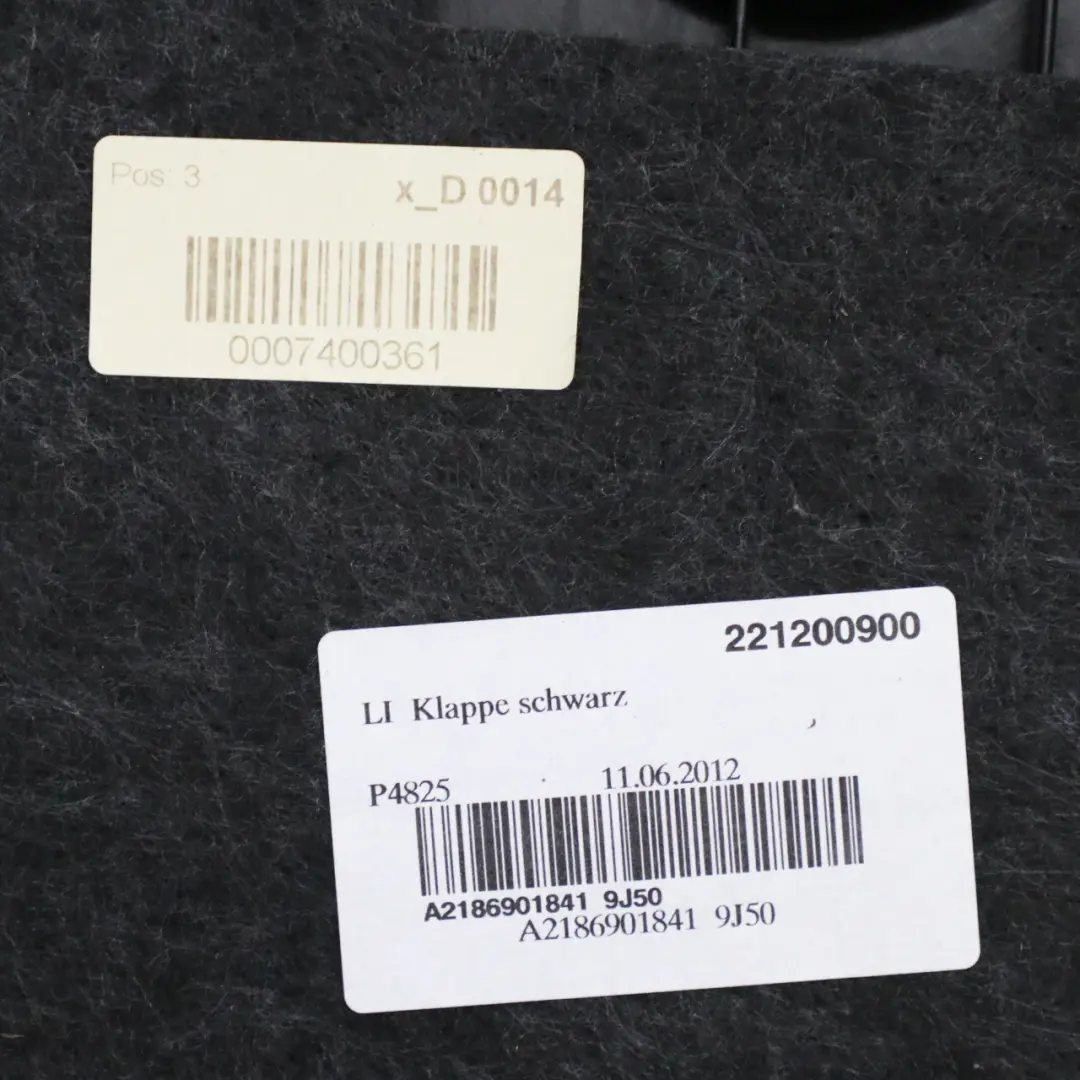 Pos: 3
x_D 0014
0007400361
221200900
LI Klappe schwarz
P4825
11.06.2012
A2186901841 9J50
A2186901841 9J50